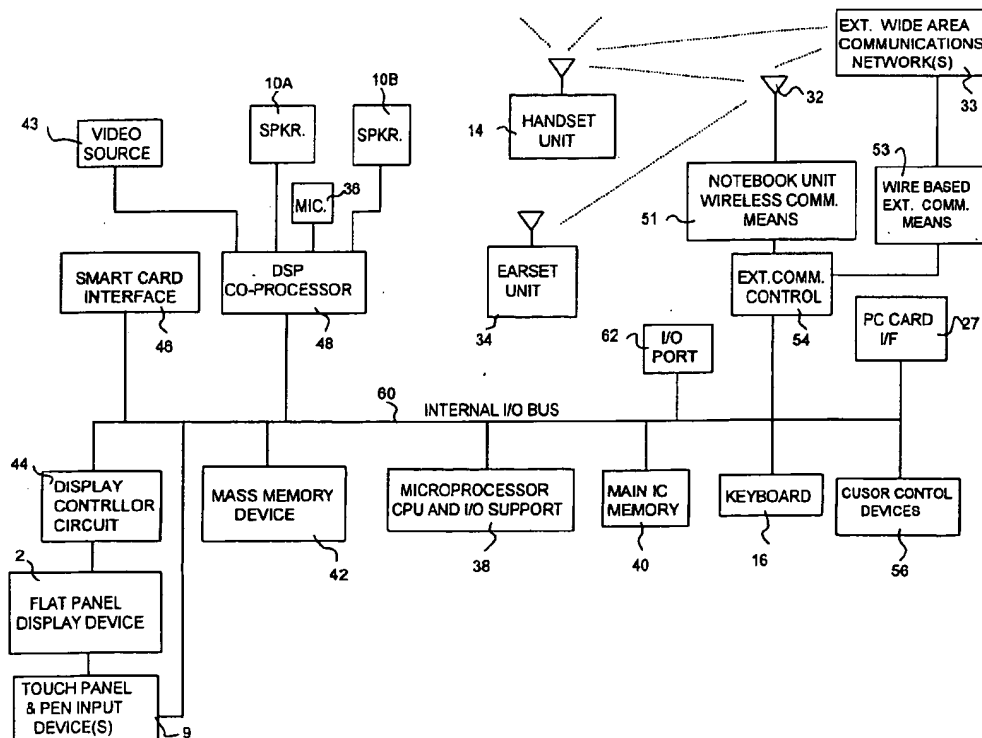 EXT. WIDE AREA
COMMUNICATIONS
NETWORK(S)
33
10A
10B
32
43
VIDEO
SOURCE
SPKR.
SPKR.
14
HANDSET
UNIT
53
MIC.
36
NOTEBOOK UNIT
WIRELESS COMM.
MEANS
51
WIRE BASED
EXT. COMM.
MEANS
SMART CARD
INTERFACE
46
DSP
CO-PROCESSOR
48
EARSET
UNIT
34
EXT.COMM.
CONTROL
54
PC CARD
I/F
27
62
I/O
PORT
60
INTERNAL I/O BUS
44
DISPLAY
CONTRLLOR
CIRCUIT
MASS MEMORY
DEVICE
42
MICROPROCESSOR
CPU AND I/O SUPPORT
38
MAIN IC
MEMORY
40
KEYBOARD
16
CUSOR CONTOL
DEVICES
56
2
FLAT PANEL
DISPLAY DEVICE
TOUCH PANEL
& PEN INPUT
DEVICE(S)
9